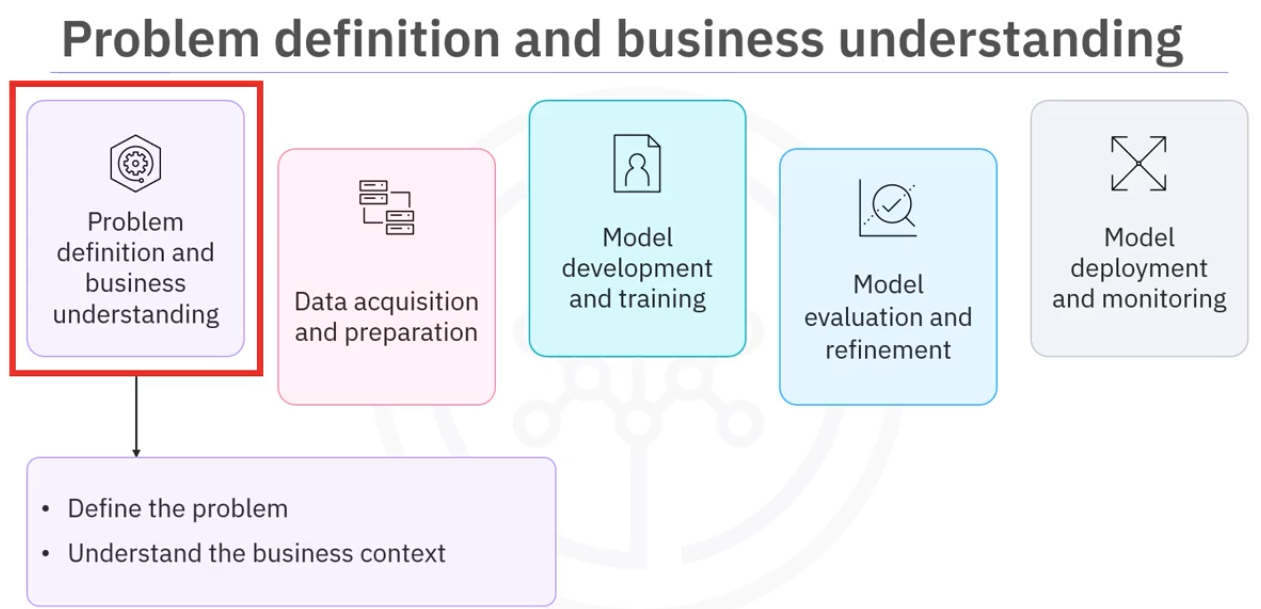 Problem definition and business understanding
Problem
definition and
business
understanding
Data acquisition
and preparation
Model
development
and training
Model
evaluation and
refinement
Model
deployment
and monitoring
• Define the problem
• Understand the business context